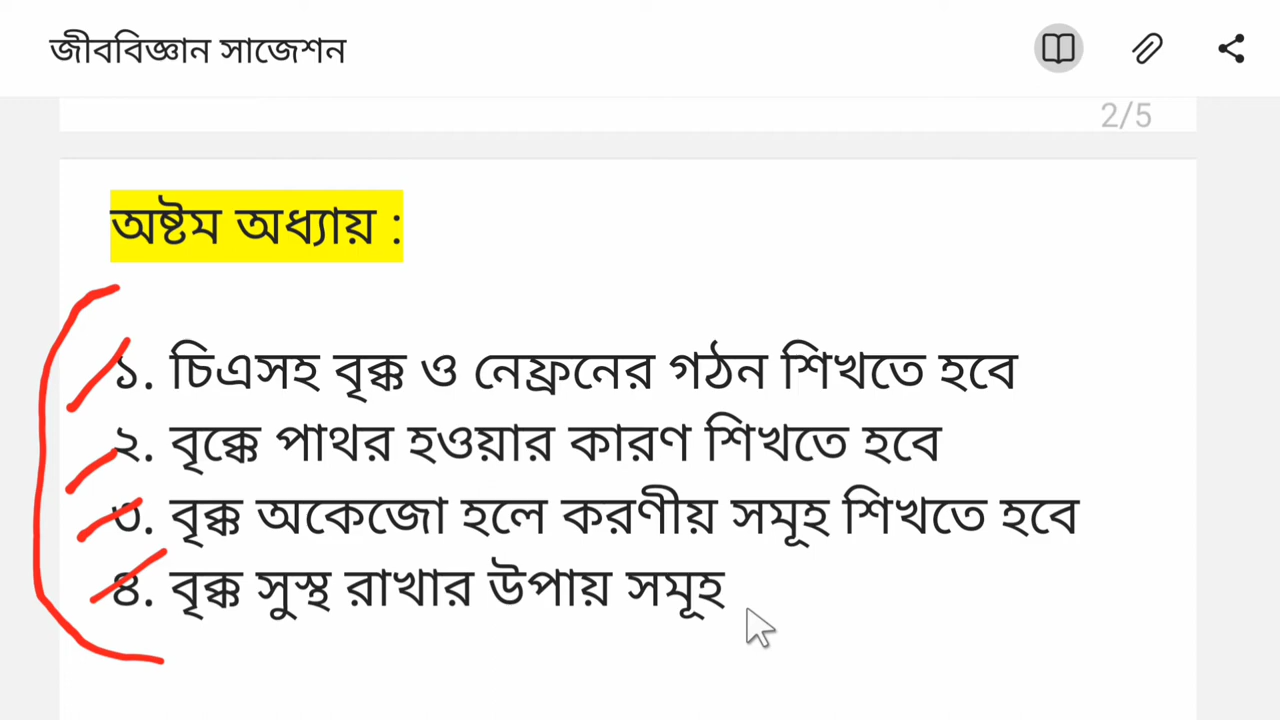 জীববিজ্ঞান সাজেশন
2/5
অষ্টম অধ্যায় :
১. চিএসহ বৃক্ক ও নেফ্রনের গঠন শিখতে হবে
২. বৃক্কে পাথর হওয়ার কারণ শিখতে হবে
৩. বৃক্ক অকেজো হলে করণীয় সমূহ শিখতে হবে
৪. বৃক্ক সুস্থ রাখার উপায় সমূহ